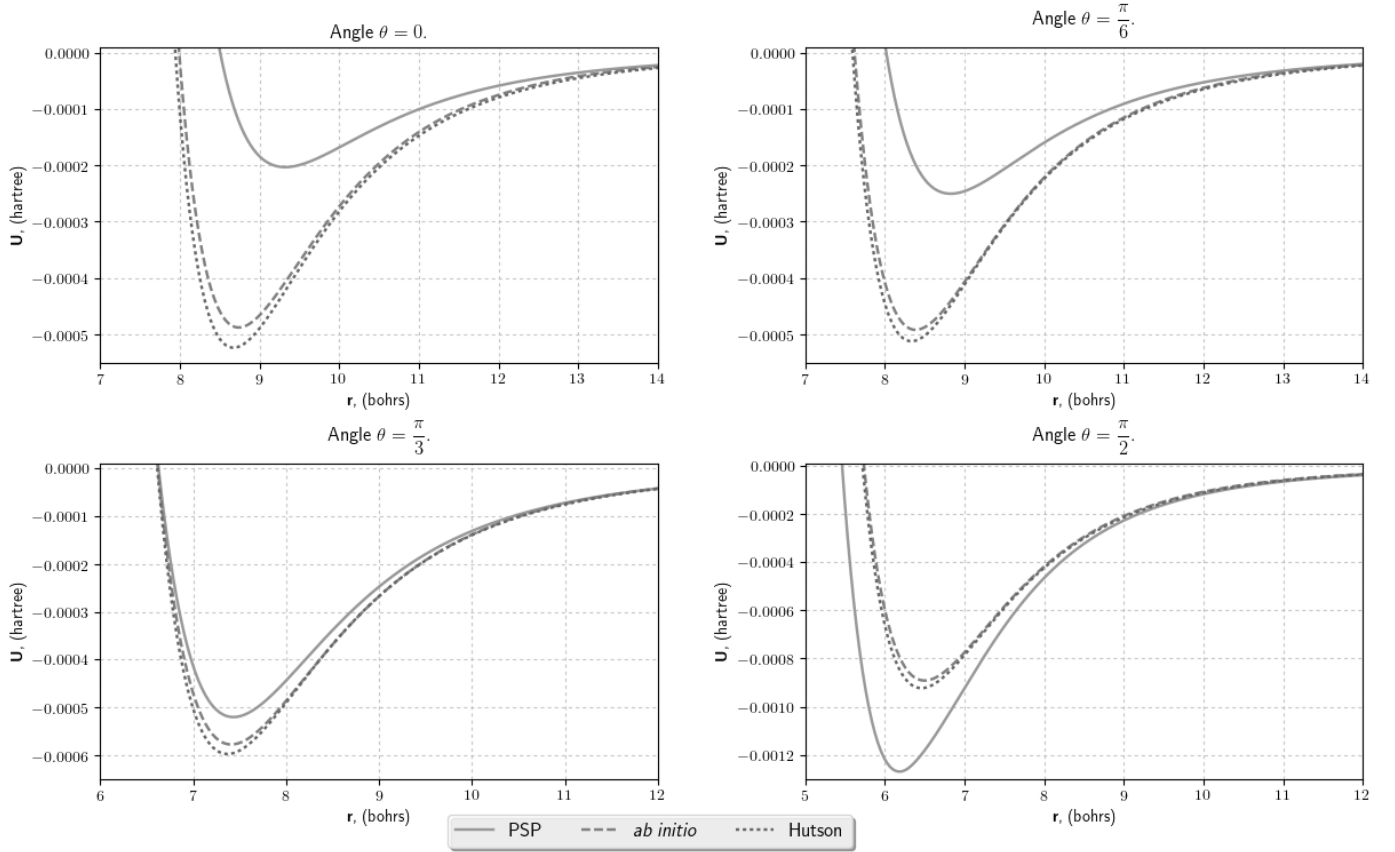 Angle θ = 0.
0.0000
−0.0001
−0.0002
−0.0003
−0.0004
−0.0005
U, (hartree)
7 8 9 10 11 12 13 14
r, (bohrs)
Angle θ = π/6.
0.0000
−0.0001
−0.0002
−0.0003
−0.0004
−0.0005
U, (hartree)
7 8 9 10 11 12 13 14
r, (bohrs)
Angle θ = π/3.
0.0000
−0.0001
−0.0002
−0.0003
−0.0004
−0.0005
−0.0006
U, (hartree)
6 7 8 9 10 11 12
r, (bohrs)
Angle θ = π/2.
0.0000
−0.0002
−0.0004
−0.0006
−0.0008
−0.0010
−0.0012
U, (hartree)
5 6 7 8 9 10 11 12
r, (bohrs)
PSP ab initio Hutson